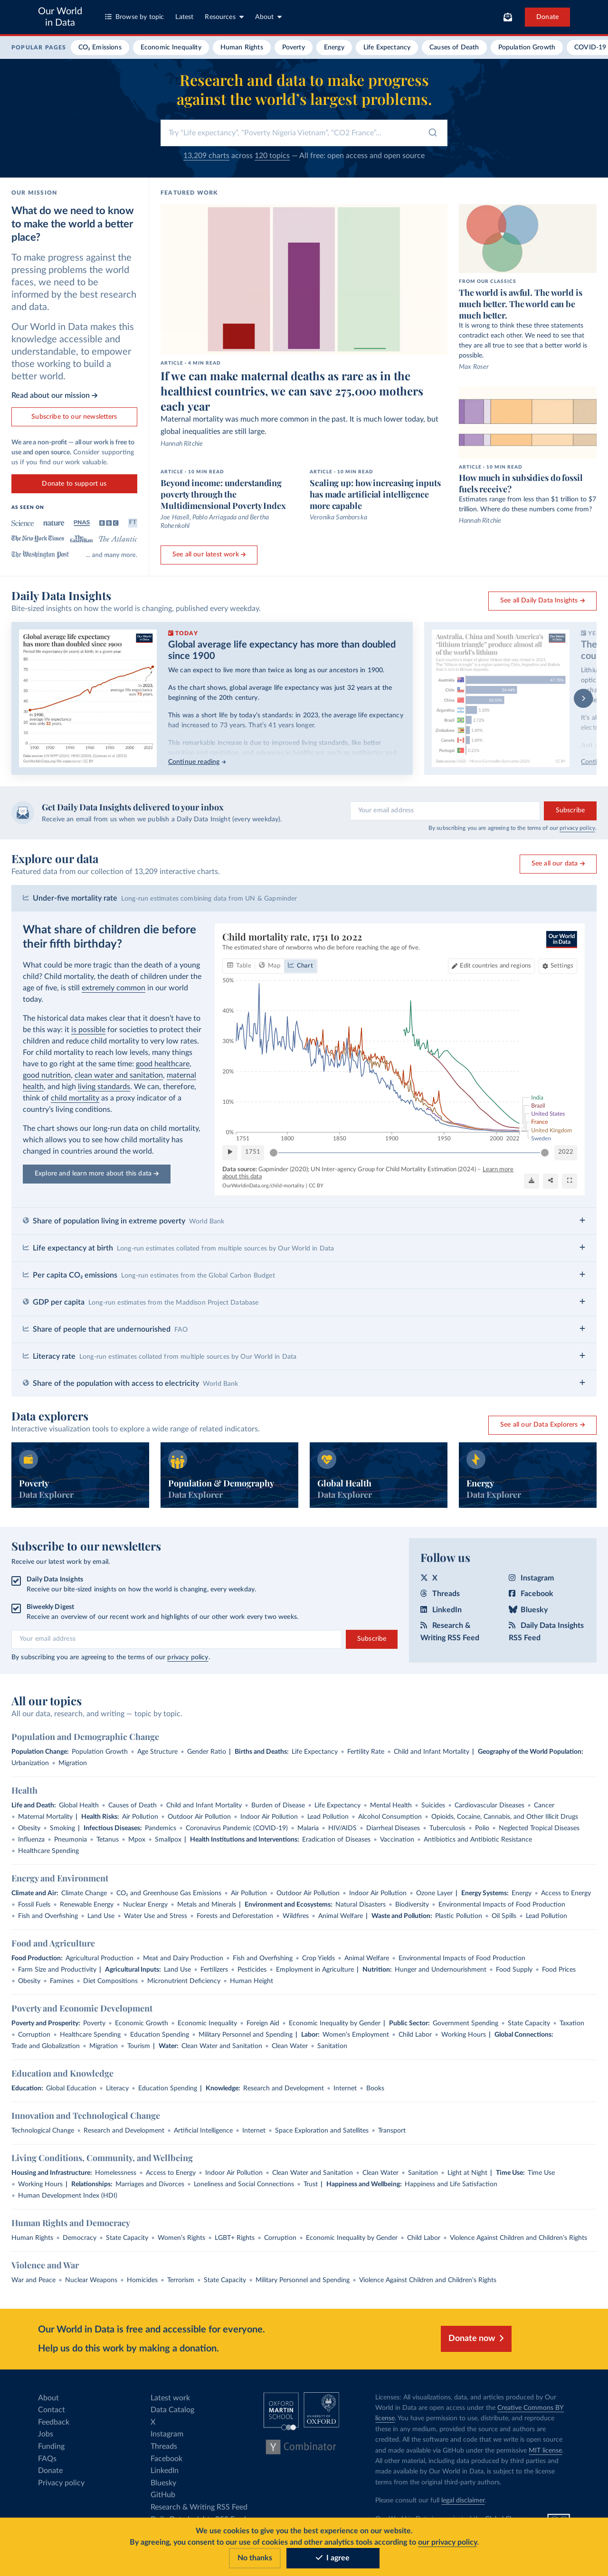 Our World
in Data
Browse by topic
Latest
Resources
About
Donate
POPULAR PAGES
CO₂ Emissions
Economic Inequality
Human Rights
Poverty
Energy
Life Expectancy
Causes of Death
Population Growth
COVID-19
Research and data to make progress
against the world’s largest problems.
Try "Life expectancy", "Poverty Nigeria Vietnam", "CO2 France"...
13,209 charts across 120 topics — All free: open access and open source
OUR MISSION
What do we need to know
to make the world a better
place?
To make progress against the
pressing problems the world
faces, we need to be
informed by the best research
and data.
Our World in Data makes this
knowledge accessible and
understandable, to empower
those working to build a
better world.
Read about our mission →
Subscribe to our newsletters
We are a non-profit — all our work is free to
use and open source. Consider supporting
us if you find our work valuable.
Donate to support us
AS SEEN ON
Science
nature
PNAS
BBC
FT
The New York Times
The Guardian
The Atlantic
The Washington Post
... and many more.
FEATURED WORK
ARTICLE · 4 MIN READ
If we can make maternal deaths as rare as in the
healthiest countries, we can save 275,000 mothers
each year
Maternal mortality was much more common in the past. It is much lower today, but
global inequalities are still large.
Hannah Ritchie
ARTICLE · 10 MIN READ
Beyond income: understanding
poverty through the
Multidimensional Poverty Index
Joe Hasell, Pablo Arriagada and Bertha
Rohenkohl
ARTICLE · 10 MIN READ
Scaling up: how increasing inputs
has made artificial intelligence
more capable
Veronika Samborska
See all our latest work →
FROM OUR CLASSICS
The world is awful. The world is
much better. The world can be
much better.
It is wrong to think these three statements
contradict each other. We need to see that
they are all true to see that a better world is
possible.
Max Roser
ARTICLE · 10 MIN READ
How much in subsidies do fossil
fuels receive?
Estimates range from less than $1 trillion to $7
trillion. Where do these numbers come from?
Hannah Ritchie
Daily Data Insights
Bite-sized insights on how the world is changing, published every weekday.
See all Daily Data Insights →
Global average life expectancy
has more than doubled since 1900
TODAY
Global average life expectancy has more than doubled
since 1900
We can expect to live more than twice as long as our ancestors in 1900.
As the chart shows, global average life expectancy was just 32 years at the
beginning of the 20th century.
This was a short life by today's standards: in 2023, the average life expectancy
had increased to 73 years. That's 41 years longer.
This remarkable increase is due to improved living standards, like better
Continue reading →
Australia, China and South America's
"lithium triangle" produce almost all
of the world's lithium
Australia
Chile
China
Argentina
Brazil
Zimbabwe
Canada
Portugal
Get Daily Data Insights delivered to your inbox
Receive an email from us when we publish a Daily Data Insight (every weekday).
Your email address
Subscribe
By subscribing you are agreeing to the terms of our privacy policy.
Explore our data
Featured data from our collection of 13,209 interactive charts.
See all our data →
Under-five mortality rate Long-run estimates combining data from UN & Gapminder
What share of children die before
their fifth birthday?
What could be more tragic than the death of a young
child? Child mortality, the death of children under the
age of five, is still extremely common in our world
today.
The historical data makes clear that it doesn’t have to
be this way: it is possible for societies to protect their
children and reduce child mortality to very low rates.
For child mortality to reach low levels, many things
have to go right at the same time: good healthcare,
good nutrition, clean water and sanitation, maternal
health, and high living standards. We can, therefore,
think of child mortality as a proxy indicator of a
country’s living conditions.
The chart shows our long-run data on child mortality,
which allows you to see how child mortality has
changed in countries around the world.
Explore and learn more about this data →
Child mortality rate, 1751 to 2022
The estimated share of newborns who die before reaching the age of five.
Our World
in Data
Table
Map
Chart
Edit countries and regions
Settings
50%
40%
30%
20%
10%
0%
1751 1800 1850 1900 1950 2000 2022
India
Brazil
United States
France
United Kingdom
Sweden
1751
2022
Data source: Gapminder (2020); UN Inter-agency Group for Child Mortality Estimation (2024) – Learn more
about this data
OurWorldinData.org/child-mortality | CC BY
Share of population living in extreme poverty World Bank
Life expectancy at birth Long-run estimates collated from multiple sources by Our World in Data
Per capita CO₂ emissions Long-run estimates from the Global Carbon Budget
GDP per capita Long-run estimates from the Maddison Project Database
Share of people that are undernourished FAO
Literacy rate Long-run estimates collated from multiple sources by Our World in Data
Share of the population with access to electricity World Bank
Data explorers
Interactive visualization tools to explore a wide range of related indicators.
See all our Data Explorers →
Poverty
Data Explorer
Population & Demography
Data Explorer
Global Health
Data Explorer
Energy
Data Explorer
Subscribe to our newsletters
Receive our latest work by email.
Daily Data Insights
Receive our bite-sized insights on how the world is changing, every weekday.
Biweekly Digest
Receive an overview of our recent work and highlights of our other work every two weeks.
Your email address
Subscribe
By subscribing you are agreeing to the terms of our privacy policy.
Follow us
X
Instagram
Threads
Facebook
LinkedIn
Bluesky
Research &
Writing RSS Feed
Daily Data Insights
RSS Feed
All our topics
All our data, research, and writing — topic by topic.
Population and Demographic Change
Population Change: Population Growth • Age Structure • Gender Ratio | Births and Deaths: Life Expectancy • Fertility Rate • Child and Infant Mortality | Geography of the World Population:
Urbanization • Migration
Health
Life and Death: Global Health • Causes of Death • Child and Infant Mortality • Burden of Disease • Life Expectancy • Mental Health • Suicides • Cardiovascular Diseases • Cancer
• Maternal Mortality | Health Risks: Air Pollution • Outdoor Air Pollution • Indoor Air Pollution • Lead Pollution • Alcohol Consumption • Opioids, Cocaine, Cannabis, and Other Illicit Drugs
• Obesity • Smoking | Infectious Diseases: Pandemics • Coronavirus Pandemic (COVID-19) • Malaria • HIV/AIDS • Diarrheal Diseases • Tuberculosis • Polio • Neglected Tropical Diseases
• Influenza • Pneumonia • Tetanus • Mpox • Smallpox | Health Institutions and Interventions: Eradication of Diseases • Vaccination • Antibiotics and Antibiotic Resistance
• Healthcare Spending
Energy and Environment
Climate and Air: Climate Change • CO₂ and Greenhouse Gas Emissions • Air Pollution • Outdoor Air Pollution • Indoor Air Pollution • Ozone Layer | Energy Systems: Energy • Access to Energy
• Fossil Fuels • Renewable Energy • Nuclear Energy • Metals and Minerals | Environment and Ecosystems: Natural Disasters • Biodiversity • Environmental Impacts of Food Production
• Fish and Overfishing • Land Use • Water Use and Stress • Forests and Deforestation • Wildfires • Animal Welfare | Waste and Pollution: Plastic Pollution • Oil Spills • Lead Pollution
Food and Agriculture
Food Production: Agricultural Production • Meat and Dairy Production • Fish and Overfishing • Crop Yields • Animal Welfare • Environmental Impacts of Food Production
• Farm Size and Productivity | Agricultural Inputs: Land Use • Fertilizers • Pesticides • Employment in Agriculture | Nutrition: Hunger and Undernourishment • Food Supply • Food Prices
• Obesity • Famines • Diet Compositions • Micronutrient Deficiency • Human Height
Poverty and Economic Development
Poverty and Prosperity: Poverty • Economic Growth • Economic Inequality • Foreign Aid • Economic Inequality by Gender | Public Sector: Government Spending • State Capacity • Taxation
• Corruption • Healthcare Spending • Education Spending • Military Personnel and Spending | Labor: Women's Employment • Child Labor • Working Hours | Global Connections:
Trade and Globalization • Migration • Tourism | Water: Clean Water and Sanitation • Clean Water • Sanitation
Education and Knowledge
Education: Global Education • Literacy • Education Spending | Knowledge: Research and Development • Internet • Books
Innovation and Technological Change
Technological Change • Research and Development • Artificial Intelligence • Internet • Space Exploration and Satellites • Transport
Living Conditions, Community, and Wellbeing
Housing and Infrastructure: Homelessness • Access to Energy • Indoor Air Pollution • Clean Water and Sanitation • Clean Water • Sanitation • Light at Night | Time Use: Time Use
• Working Hours | Relationships: Marriages and Divorces • Loneliness and Social Connections • Trust | Happiness and Wellbeing: Happiness and Life Satisfaction
• Human Development Index (HDI)
Human Rights and Democracy
Human Rights • Democracy • State Capacity • Women's Rights • LGBT+ Rights • Corruption • Economic Inequality by Gender • Child Labor • Violence Against Children and Children's Rights
Violence and War
War and Peace • Nuclear Weapons • Homicides • Terrorism • State Capacity • Military Personnel and Spending • Violence Against Children and Children's Rights
Our World in Data is free and accessible for everyone.
Help us do this work by making a donation.
Donate now
About
Contact
Feedback
Jobs
Funding
FAQs
Donate
Privacy policy
Latest work
Data Catalog
X
Instagram
Threads
Facebook
LinkedIn
Bluesky
GitHub
Research & Writing RSS Feed
OXFORD
MARTIN
SCHOOL
UNIVERSITY OF
OXFORD
Y Combinator
Licenses: All visualizations, data, and articles produced by Our
World in Data are open access under the Creative Commons BY
license. You have permission to use, distribute, and reproduce
these in any medium, provided the source and authors are
credited. All the software and code that we write is open source
and made available via GitHub under the permissive MIT license.
All other material, including data produced by third parties and
made available by Our World in Data, is subject to the license
terms from the original third-party authors.
Please consult our full legal disclaimer.
We use cookies to give you the best experience on our website.
By agreeing, you consent to our use of cookies and other analytics tools according to our privacy policy.
No thanks
I agree